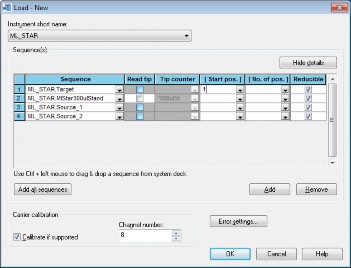 Load - New
Instrument short name:
ML_STAR
Sequence(s)
Hide details
Sequence Read tip Tip counter [ Start pos. ] [ No. of pos. ] Reducible
1 ML_STAR.Target 1
2 ML_STAR.MlStar300ulStand
3 ML_STAR.Source_1
4 ML_STAR.Source_2
Use Ctrl + left mouse to drag & drop a sequence from system deck
Add all sequences Add Remove
Carrier calibration
Channel number: Error settings...
Calibrate if supported 8
OK Cancel Help